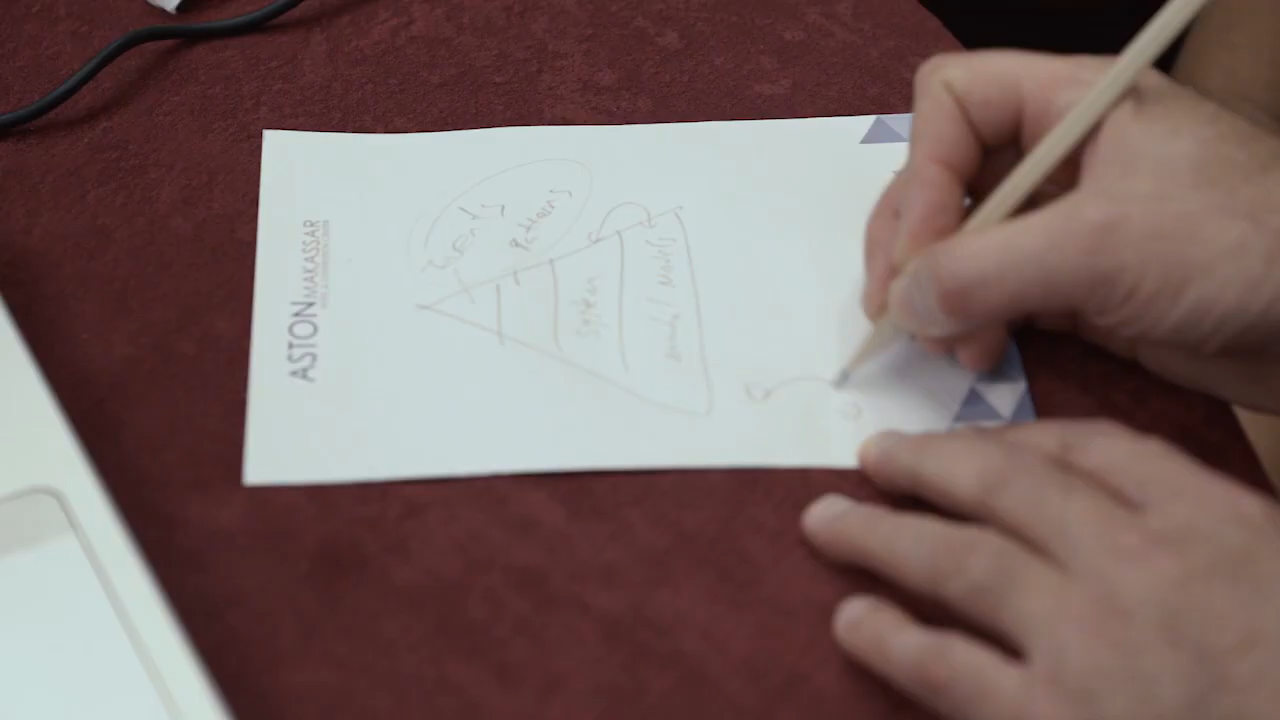 ASTON MAKASSAR
Events
Patterns
System
Mental Models